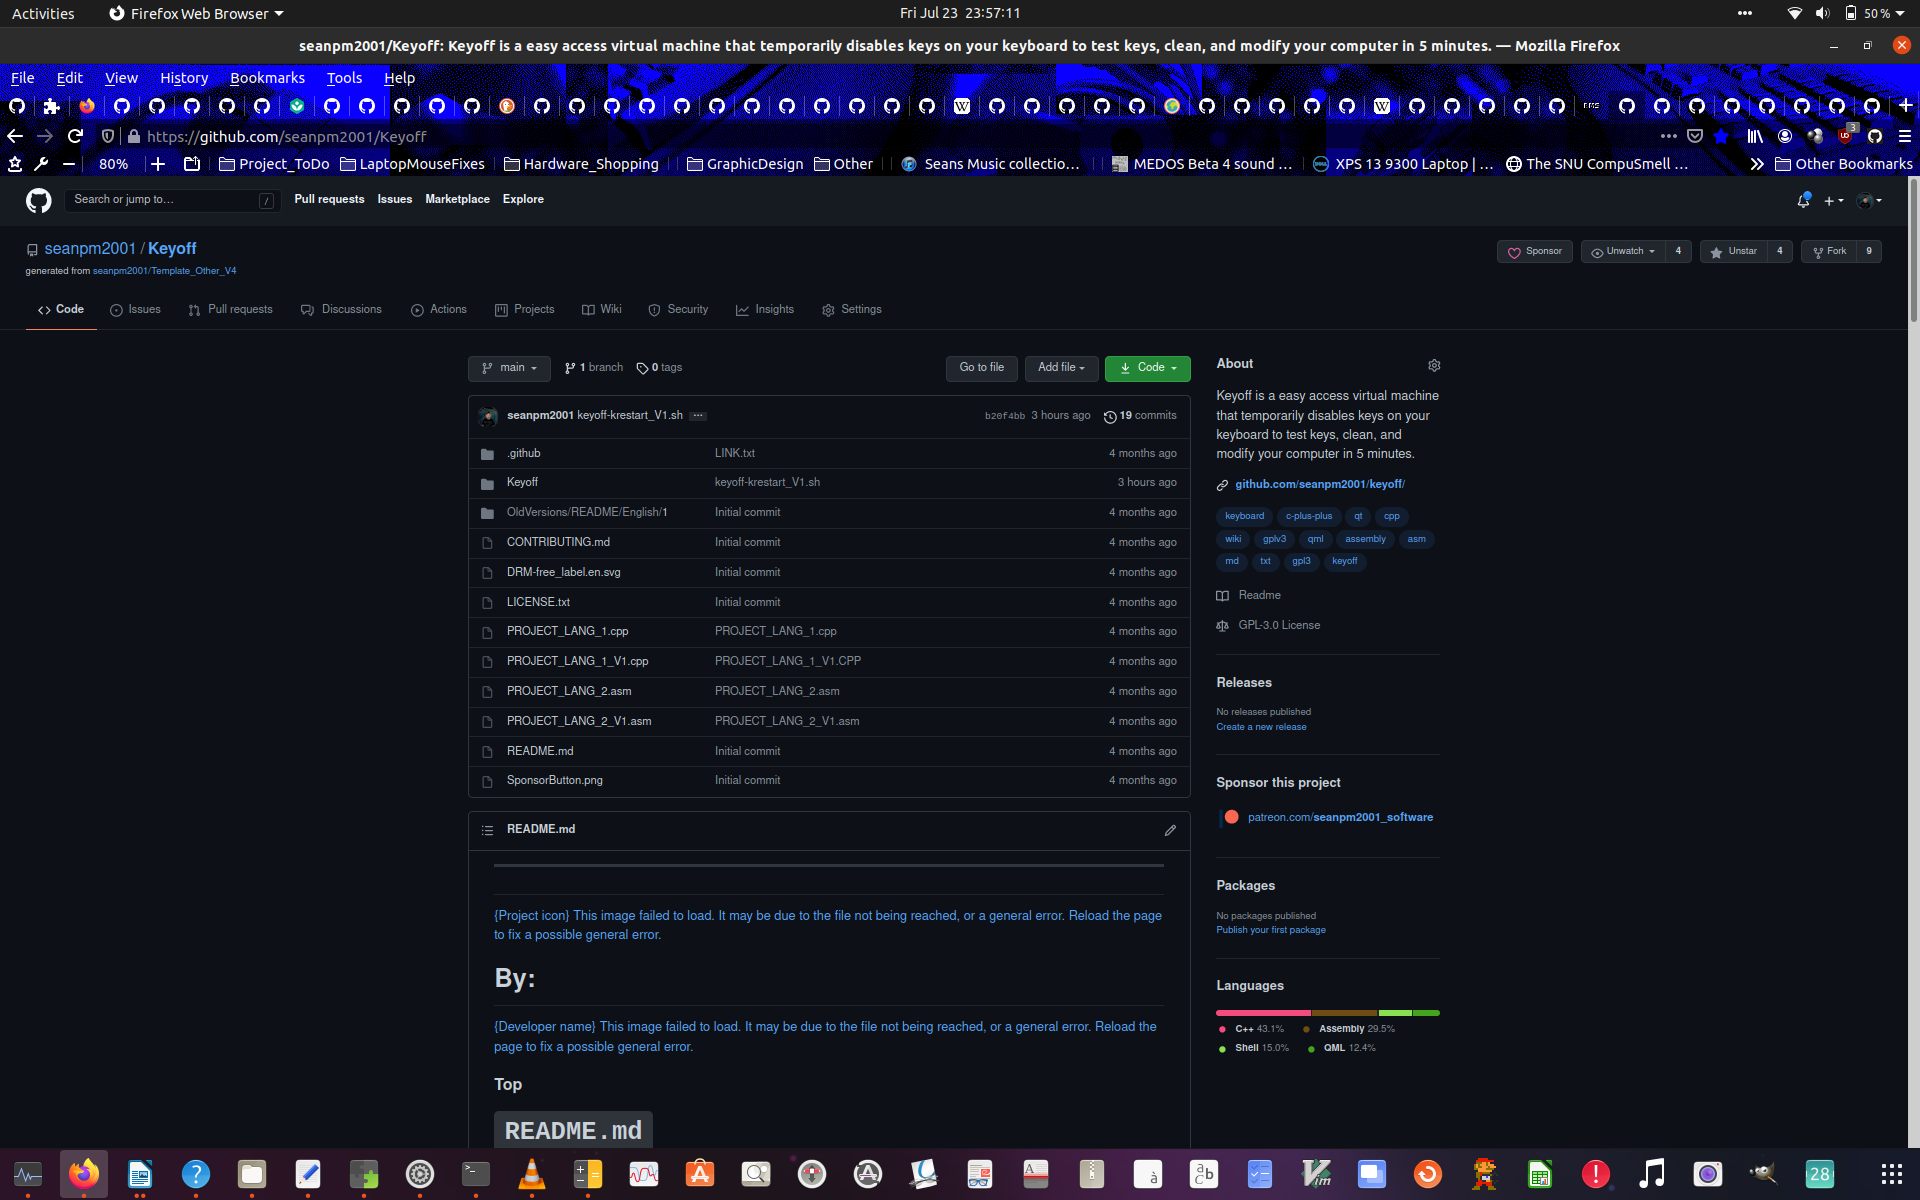 Activities
Firefox Web Browser
Fri Jul 23 23:57:11
50 %
seanpm2001/Keyoff: Keyoff is a easy access virtual machine that temporarily disables keys on your keyboard to test keys, clean, and modify your computer in 5 minutes. — Mozilla Firefox
File Edit View History Bookmarks Tools Help
https://github.com/seanpm2001/Keyoff
3
80%
Project_ToDo
LaptopMouseFixes
Hardware_Shopping
GraphicDesign
Other
Seans Music collectio…
MEDOS Beta 4 sound …
XPS 13 9300 Laptop | …
The SNU CompuSmell …
Other Bookmarks
Search or jump to…
/
Pull requests Issues Marketplace Explore
seanpm2001 / Keyoff
generated from seanpm2001/Template_Other_V4
Sponsor
Unwatch 4
Unstar 4
Fork 9
Code
Issues
Pull requests
Discussions
Actions
Projects
Wiki
Security
Insights
Settings
main
1 branch
0 tags
Go to file
Add file
Code
seanpm2001 keyoff-krestart_V1.sh
b20f4bb 3 hours ago
19 commits
.github LINK.txt 4 months ago
Keyoff keyoff-krestart_V1.sh 3 hours ago
OldVersions/README/English/1 Initial commit 4 months ago
CONTRIBUTING.md Initial commit 4 months ago
DRM-free_label.en.svg Initial commit 4 months ago
LICENSE.txt Initial commit 4 months ago
PROJECT_LANG_1.cpp PROJECT_LANG_1.cpp 4 months ago
PROJECT_LANG_1_V1.cpp PROJECT_LANG_1_V1.CPP 4 months ago
PROJECT_LANG_2.asm PROJECT_LANG_2.asm 4 months ago
PROJECT_LANG_2_V1.asm PROJECT_LANG_2_V1.asm 4 months ago
README.md Initial commit 4 months ago
SponsorButton.png Initial commit 4 months ago
README.md
{Project icon} This image failed to load. It may be due to the file not being reached, or a general error. Reload the page
to fix a possible general error.
By:
{Developer name} This image failed to load. It may be due to the file not being reached, or a general error. Reload the
page to fix a possible general error.
Top
README.md
About
Keyoff is a easy access virtual machine
that temporarily disables keys on your
keyboard to test keys, clean, and
modify your computer in 5 minutes.
github.com/seanpm2001/keyoff/
keyboard c-plus-plus qt cpp
wiki gplv3 qml assembly asm
md txt gpl3 keyoff
Readme
GPL-3.0 License
Releases
No releases published
Create a new release
Sponsor this project
patreon.com/seanpm2001_software
Packages
No packages published
Publish your first package
Languages
C++ 43.1% Assembly 29.5%
Shell 15.0% QML 12.4%
28